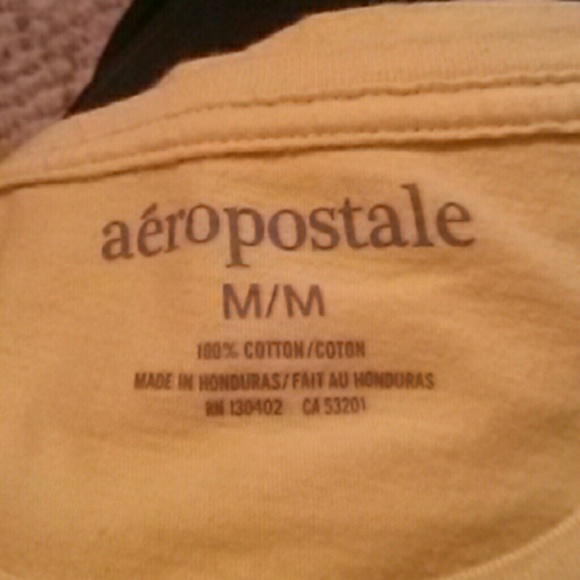 aéropostale
M/M
100% COTTON/COTON
MADE IN HONDURAS/FAIT AU HONDURAS
RN 130402 CA 53201